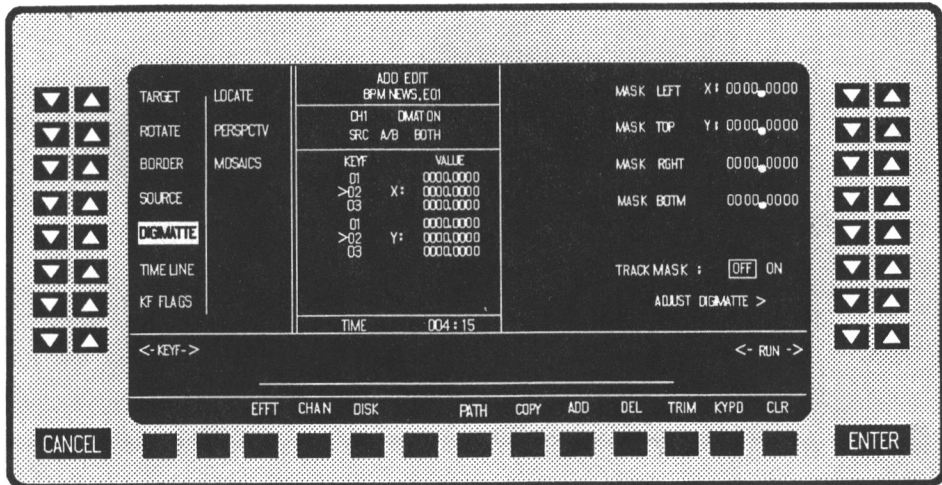 TARGET LOCATE
ROTATE PERSPCTV
BORDER MOSAICS
SOURCE
DIGIMATTE
TIME LINE
KF FLAGS
ADD EDIT
BPM NEWS.E01
CH1 DMAT ON
SRC A/B BOTH
KEYF VALUE
01 0000.0000
>02 X: 0000.0000
03 0000.0000
01 0000.0000
>02 Y: 0000.0000
03 0000.0000
TIME 004:15
MASK LEFT X: 0000.0000
MASK TOP Y: 0000.0000
MASK RGHT 0000.0000
MASK BOTM 0000.0000
TRACK MASK : OFF ON
ADJUST DIGIMATTE >
<-KEYF-> <- RUN ->
EFFT CHAN DISK PATH COPY ADD DEL TRIM KYPD CLR
CANCEL ENTER